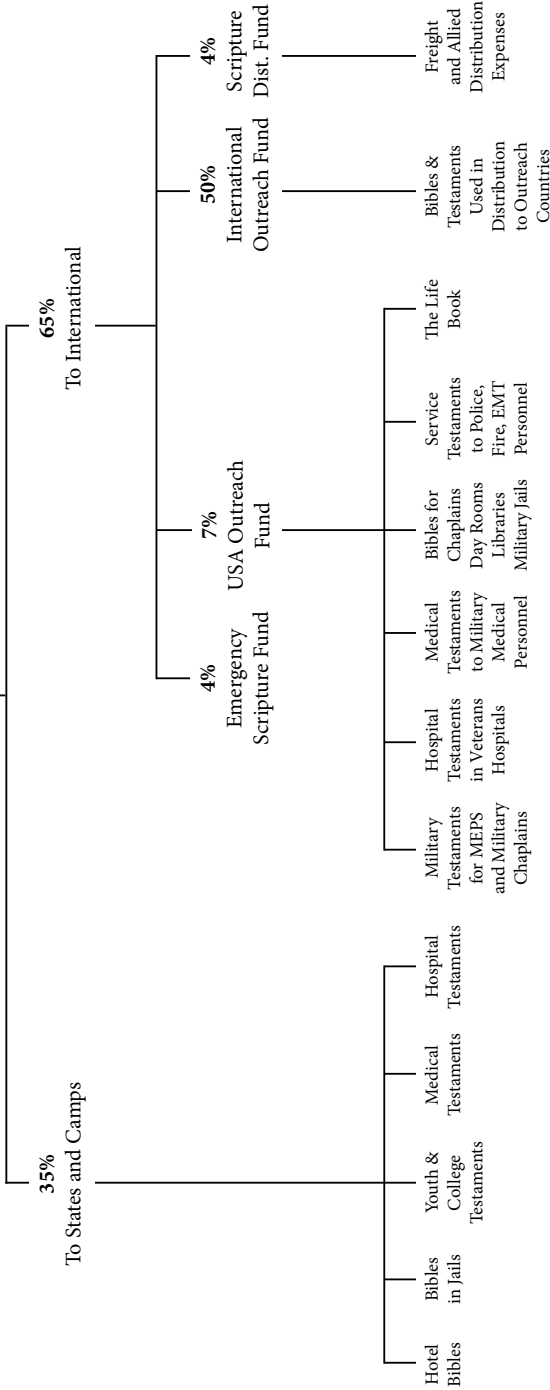 35%
To States and Camps
65%
To International
4%
Emergency
Scripture Fund
7%
USA Outreach
Fund
50%
International
Outreach Fund
4%
Scripture
Dist. Fund
Hotel
Bibles
Bibles
in Jails
Youth &
College
Testaments
Medical
Testaments
Hospital
Testaments
Military
Testaments
for MEPS
and Military
Chaplains
Hospital
Testaments
in Veterans
Hospitals
Medical
Testaments
to Military
Medical
Personnel
Bibles for
Chaplains
Day Rooms
Libraries
Military Jails
Service
Testaments
to Police,
Fire, EMT
Personnel
The Life
Book
Bibles &
Testaments
Used in
Distribution
to Outreach
Countries
Freight
and Allied
Distribution
Expenses